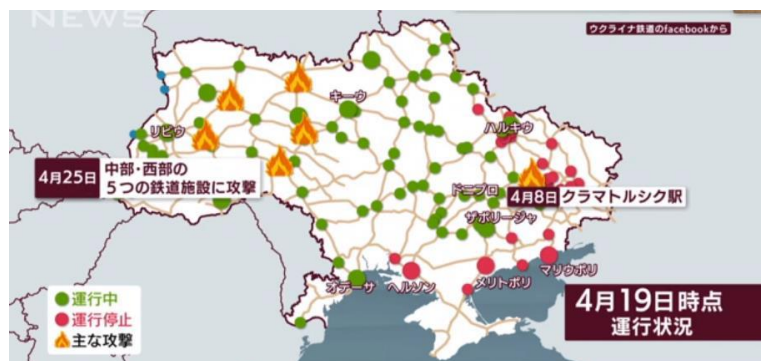 NEWS
ウクライナ鉄道のfacebookから
キーウ
リビウ
ハルキウ
4月25日
中部・西部の
5つの鉄道施設に攻撃
ドニプロ
4月8日 クラマトルシク駅
ザポリージャ
マリウポリ
オデーサ
ヘルソン
メリトポリ
運行中
運行停止
主な攻撃
4月19日時点
運行状況